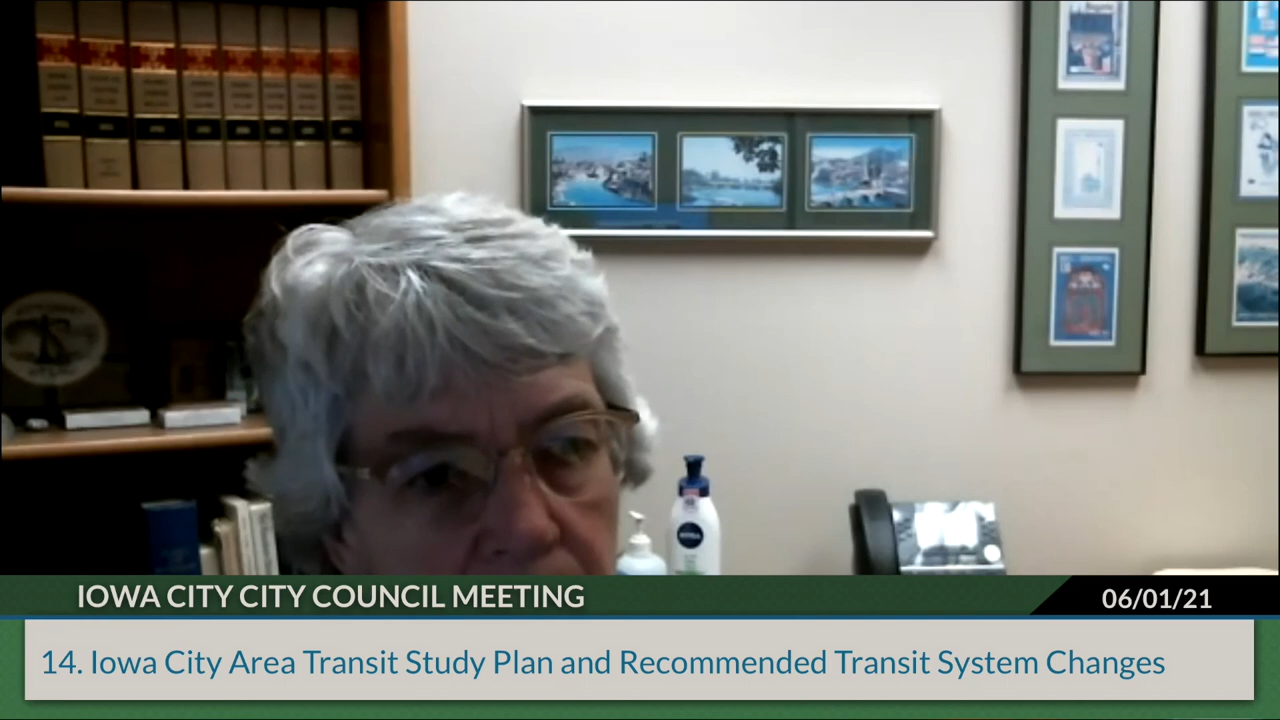 NIVEA
IOWA CITY CITY COUNCIL MEETING
06/01/21
14. Iowa City Area Transit Study Plan and Recommended Transit System Changes